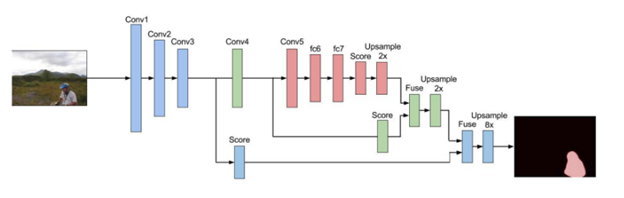 Conv1
Conv2
Conv3
Conv4
Conv5
fc6
fc7
Score
Upsample
2x
Fuse
Upsample
2x
Score
Fuse
Upsample
8x
Score